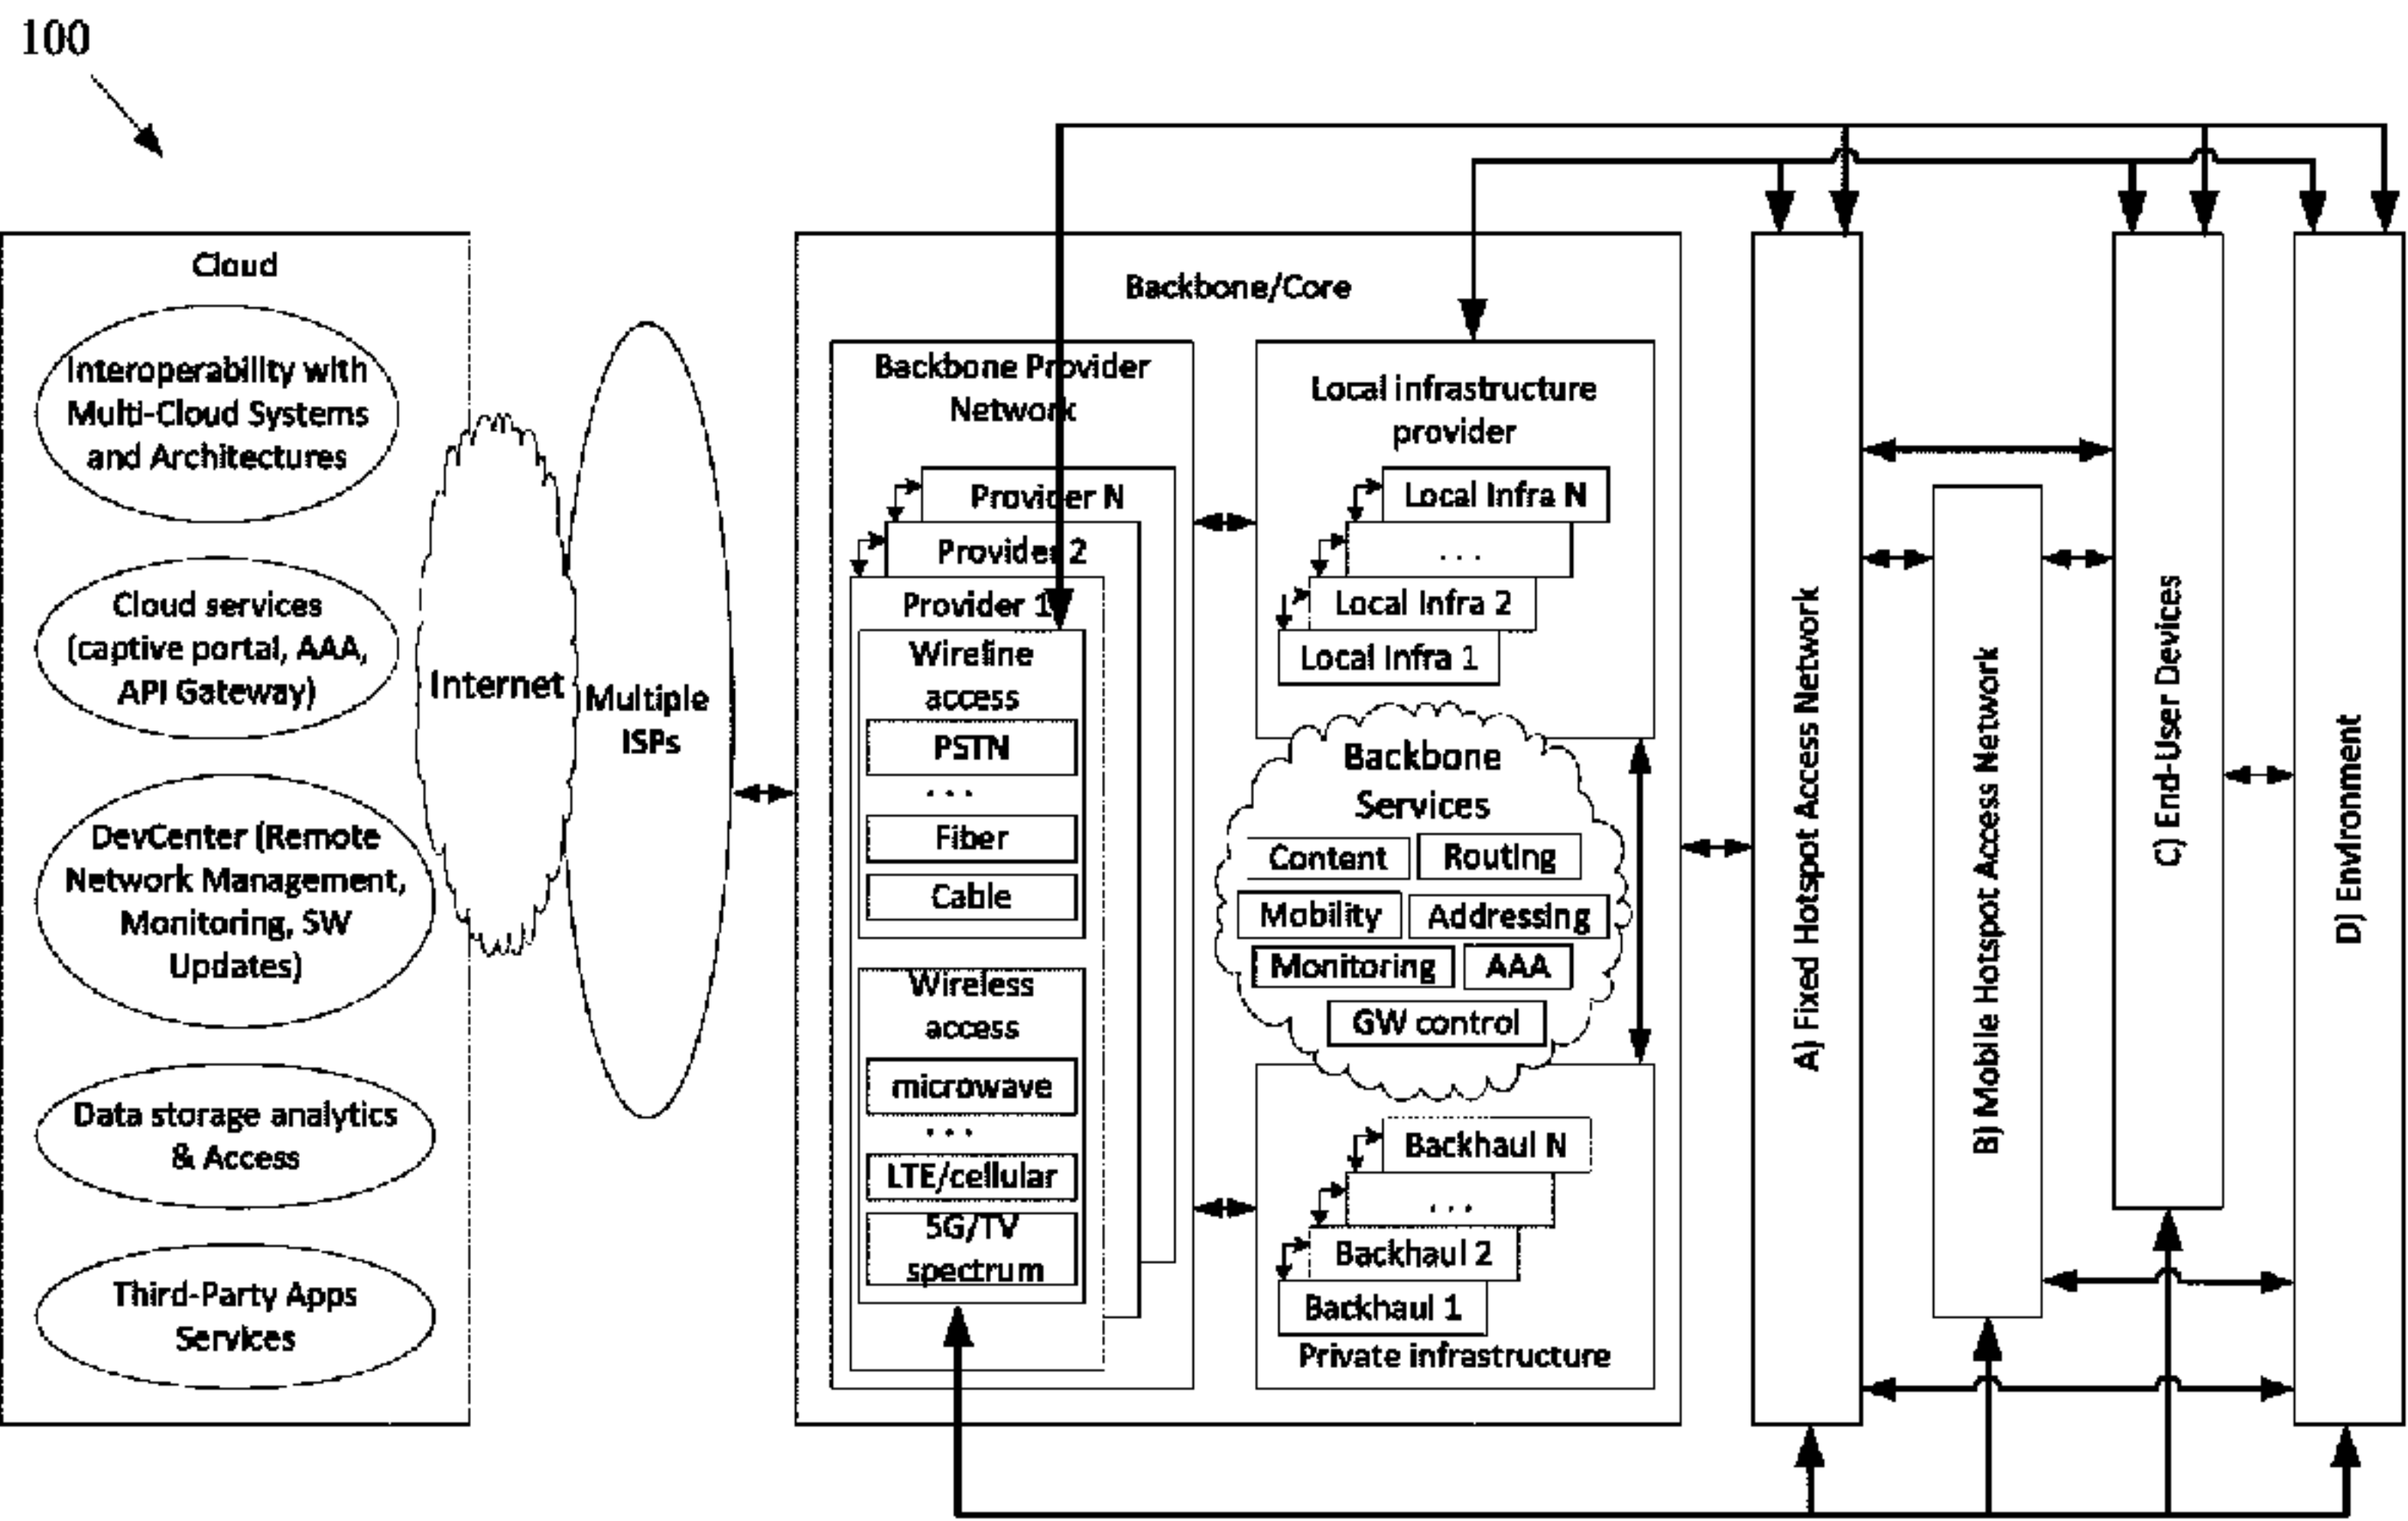 100
Cloud
Interoperability with
Multi-Cloud Systems
and Architectures
Cloud services
(captive portal, AAA,
API Gateway)
DevCenter (Remote
Network Management,
Monitoring, SW
Updates)
Data storage analytics
& Access
Third-Party Apps
Services
Internet
Multiple
ISPs
Backbone/Core
Backbone Provider
Network
Provider N
Provider 2
Provider 1
Wireline
access
PSTN
. . .
Fiber
Cable
Wireless
access
microwave
. . .
LTE/cellular
5G/TV
spectrum
Local infrastructure
provider
Local Infra N
. . .
Local Infra 2
Local Infra 1
Backbone
Services
Content
Routing
Mobility
Addressing
Monitoring
AAA
GW control
Backhaul N
. . .
Backhaul 2
Backhaul 1
Private infrastructure
A) Fixed Hotspot Access Network
B) Mobile Hotspot Access Network
C) End-User Devices
D) Environment